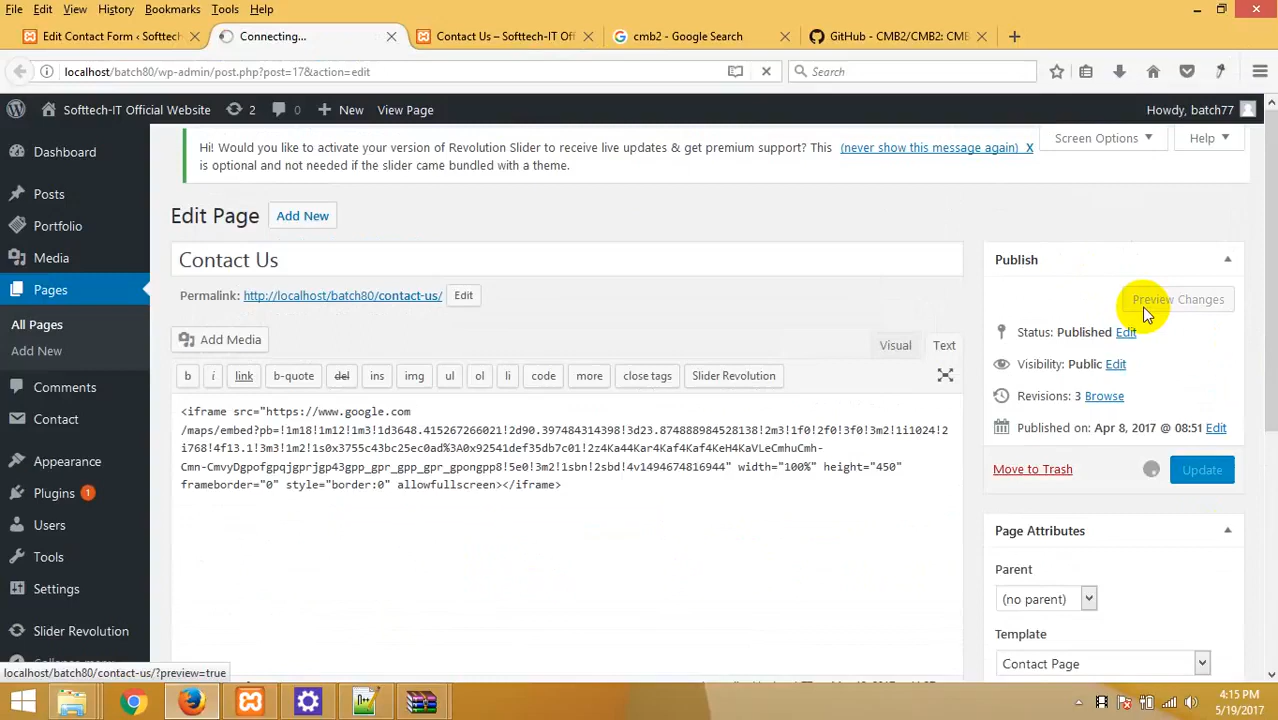 File Edit View History Bookmarks Tools Help
Edit Contact Form ‹ Softtech
Connecting...
Contact Us – Softtech-IT Of
cmb2 - Google Search
GitHub - CMB2/CMB2: CMB
localhost/batch80/wp-admin/post.php?post=17&action=edit
Search
Softtech-IT Official Website 2 0 New View Page
Howdy, batch77
Screen Options Help
Hi! Would you like to activate your version of Revolution Slider to receive live updates & get premium support? This (never show this message again) X
is optional and not needed if the slider came bundled with a theme.
Dashboard
Posts
Portfolio
Media
Pages
All Pages
Add New
Comments
Contact
Appearance
Plugins 1
Users
Tools
Settings
Slider Revolution
Edit Page Add New
Contact Us
Permalink: http://localhost/batch80/contact-us/ Edit
Add Media
Visual Text
b i link b-quote del ins img ul ol li code more close tags Slider Revolution
<iframe src="https://www.google.com
/maps/embed?pb=!1m18!1m12!1m3!1d3648.415267266021!2d90.397484314398!3d23.874888984528138!2m3!1f0!2f0!3f0!3m2!1i1024!2
i768!4f13.1!3m3!1m2!1s0x3755c43bc25ec0ad%3A0x92541def35db7c01!2z4Ka44Kar4Kaf4Kaf4KeH4KaVLeCmhuCmh-
Cmn-CmvyDgpofgpqjgprjgp43gpp_gpr_gpp_gpr_gpongpp8!5e0!3m2!1sbn!2sbd!4v1494674816944" width="100%" height="450"
frameborder="0" style="border:0" allowfullscreen></iframe>
Publish
Preview Changes
Status: Published Edit
Visibility: Public Edit
Revisions: 3 Browse
Published on: Apr 8, 2017 @ 08:51 Edit
Move to Trash
Update
Page Attributes
Parent
(no parent)
Template
Contact Page
localhost/batch80/contact-us/?preview=true
4:15 PM
5/19/2017